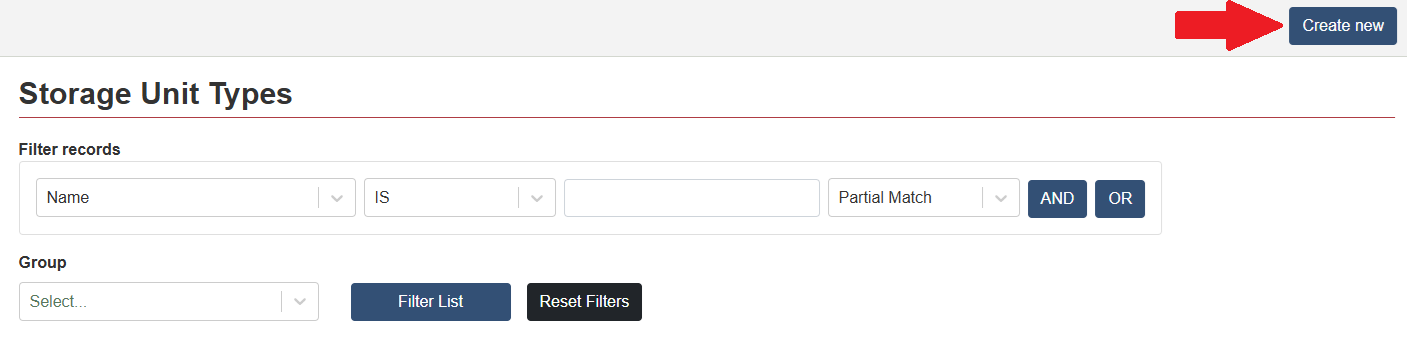 Create new
Storage Unit Types
Filter records
Name IS Partial Match AND OR
Group
Select... Filter List Reset Filters